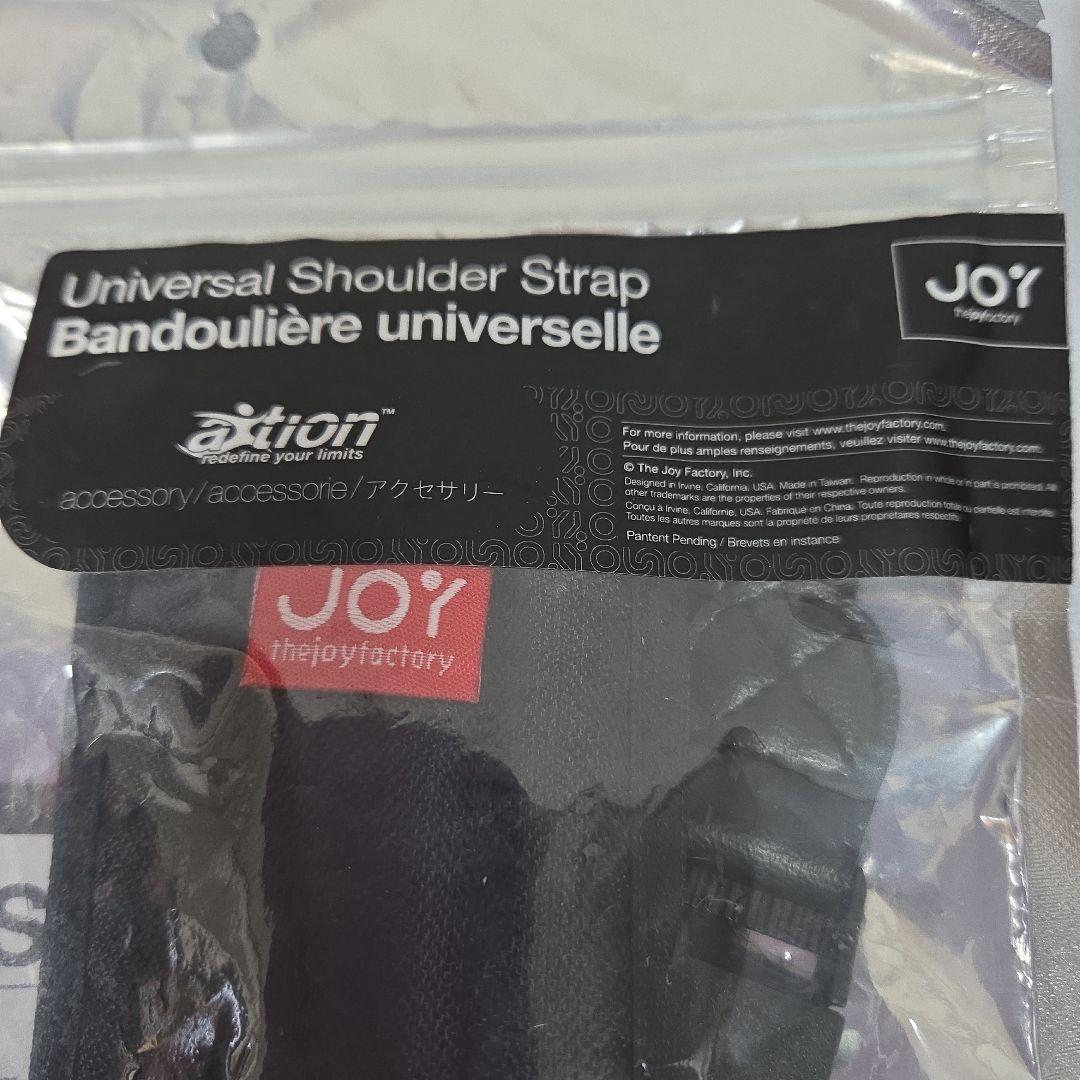 Universal Shoulder Strap
Bandoulière universelle
JOY
thejoyfactory
axtion™
redefine your limits
accessory/accessorie/アクセサリー
For more information, please visit www.thejoyfactory.com.
Pour de plus amples renseignements, veuillez visiter www.thejoyfactory.com.
© The Joy Factory, Inc.
Designed in Irvine, California, USA. Made in Taiwan. Reproduction in whole or in part is prohibited. All
other trademarks are the properties of their respective owners.
Conçu à Irvine, Californie, USA. Fabriqué en China. Toute reproduction totale ou partielle est interdite.
Toutes les autres marques sont la propriété de leurs propriétaires respectifs.
Pantent Pending / Brevets en instance
JOY
thejoyfactory
S